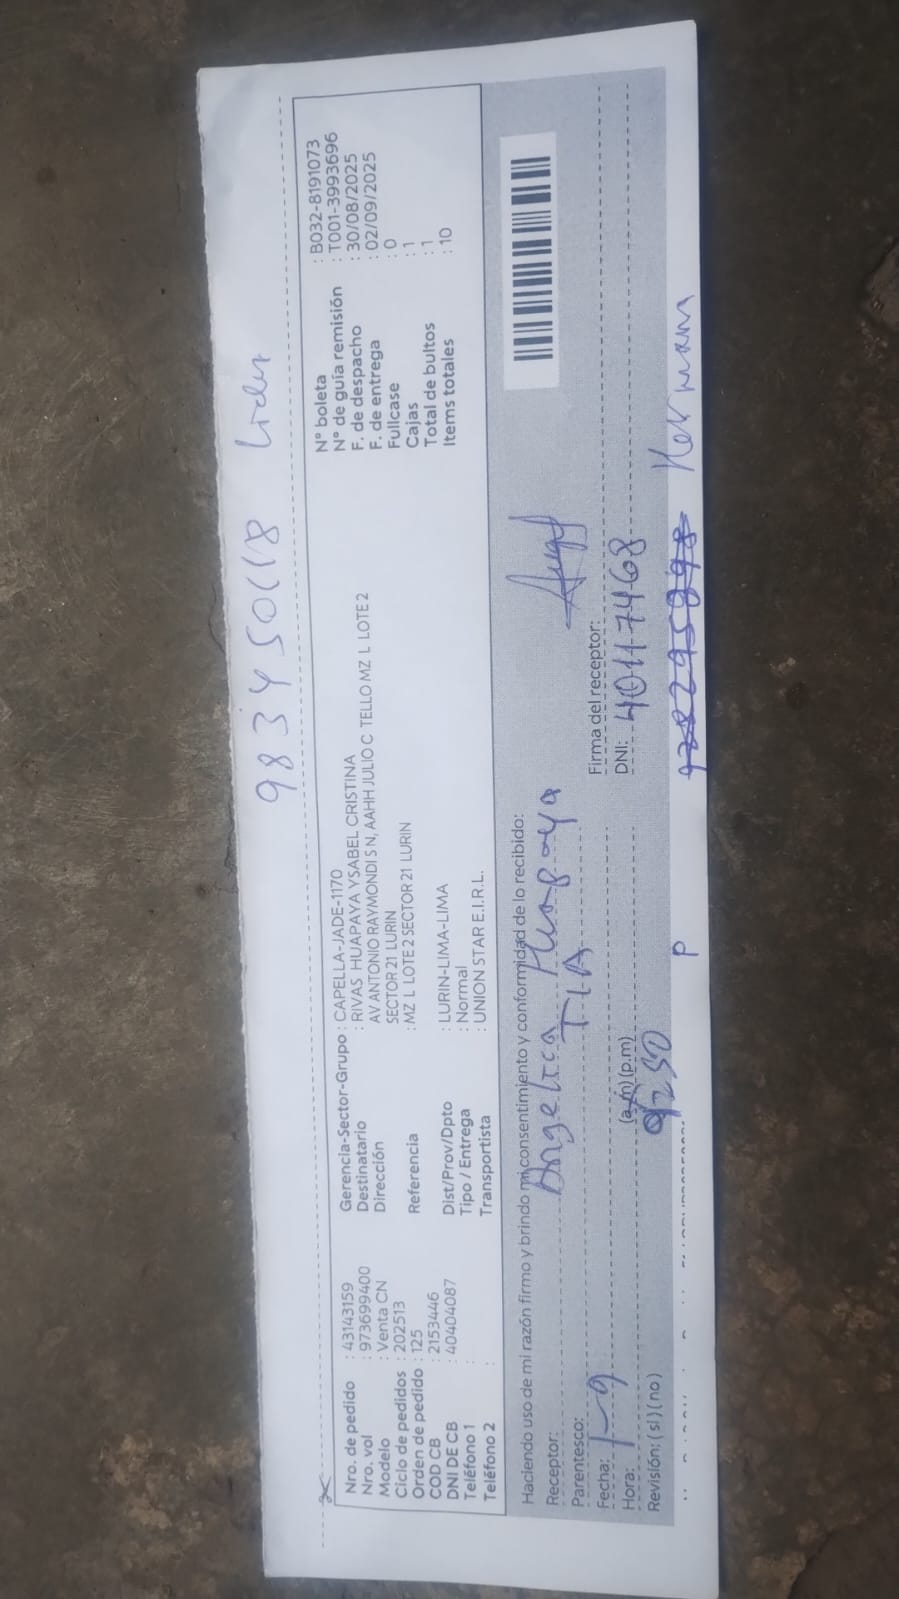 983450118 Lider
Nro. de pedido : 43143159
Nro. vol : 973699400
Modelo : Venta CN
Ciclo de pedidos : 202513
Orden de pedido : 125
COD CB : 2153446
DNI DE CB : 40404087
Teléfono 1 :
Teléfono 2 :
Gerencia-Sector-Grupo : CAPELLA-JADE-1170
Destinatario : RIVAS HUAPAYA YSABEL CRISTINA
Dirección AV ANTONIO RAYMONDI S N, AAHH JULIO C TELLO MZ L LOTE 2
SECTOR 21 LURIN
Referencia : MZ L LOTE 2 SECTOR 21 LURIN
Dist/Prov/Dpto : LURIN-LIMA-LIMA
Tipo / Entrega : Normal
Transportista : UNION STAR E.I.R.L.
N° boleta : B032-8191073
N° de guía remisión : T001-3993696
F. de despacho : 30/08/2025
F. de entrega : 02/09/2025
Fullcase : 0
Cajas : 1
Total de bultos : 1
Items totales : 10
Haciendo uso de mi razón firmo y brindo mi consentimiento y conformidad de lo recibido:
Receptor: Angelica Huapaya
Parentesco: TIA
Fecha: 1-9
Firma del receptor:
Hora: (a.m) (p.m)
DNI: 40117468
Revisión: (si) (no)
P
Hermana